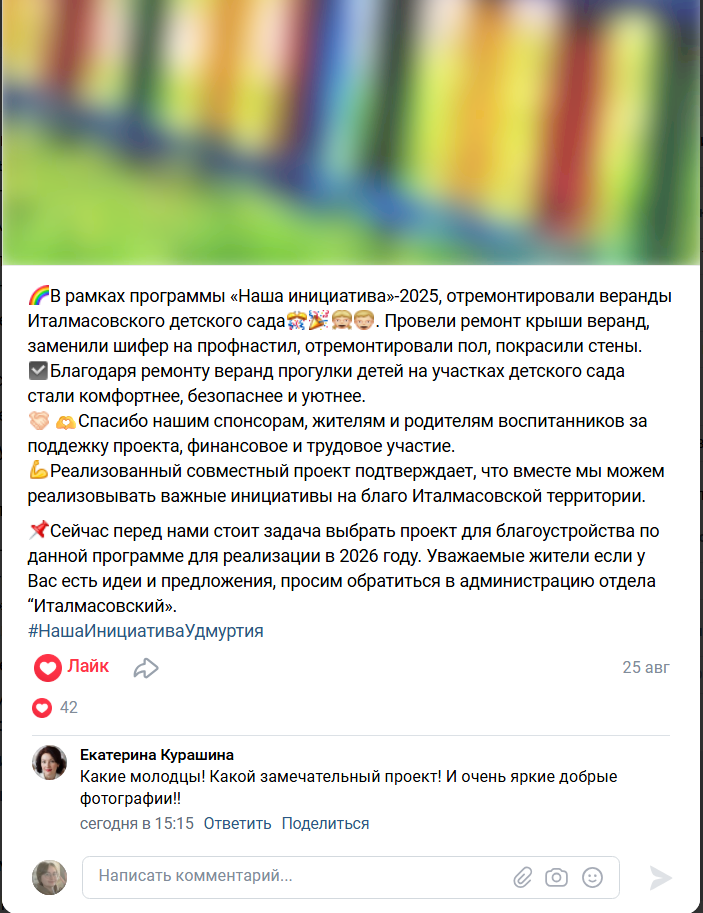 🌈В рамках программы «Наша инициатива»-2025, отремонтировали веранды
Италмасовского детского сада🎊🎉👧🏼👦🏼. Провели ремонт крыши веранд,
заменили шифер на профнастил, отремонтировали пол, покрасили стены.
☑Благодаря ремонту веранд прогулки детей на участках детского сада
стали комфортнее, безопаснее и уютнее.
🤝🏻 🫶Спасибо нашим спонсорам, жителям и родителям воспитанников за
поддежку проекта, финансовое и трудовое участие.
💪Реализованный совместный проект подтверждает, что вместе мы можем
реализовывать важные инициативы на благо Италмасовской территории.
📌Сейчас перед нами стоит задача выбрать проект для благоустройства по
данной программе для реализации в 2026 году. Уважаемые жители если у
Вас есть идеи и предложения, просим обратиться в администрацию отдела
“Италмасовский».
#НашаИнициативаУдмуртия
Лайк
25 авг
42
Екатерина Курашина
Какие молодцы! Какой замечательный проект! И очень яркие добрые
фотографии!!
сегодня в 15:15 Ответить Поделиться
Написать комментарий...